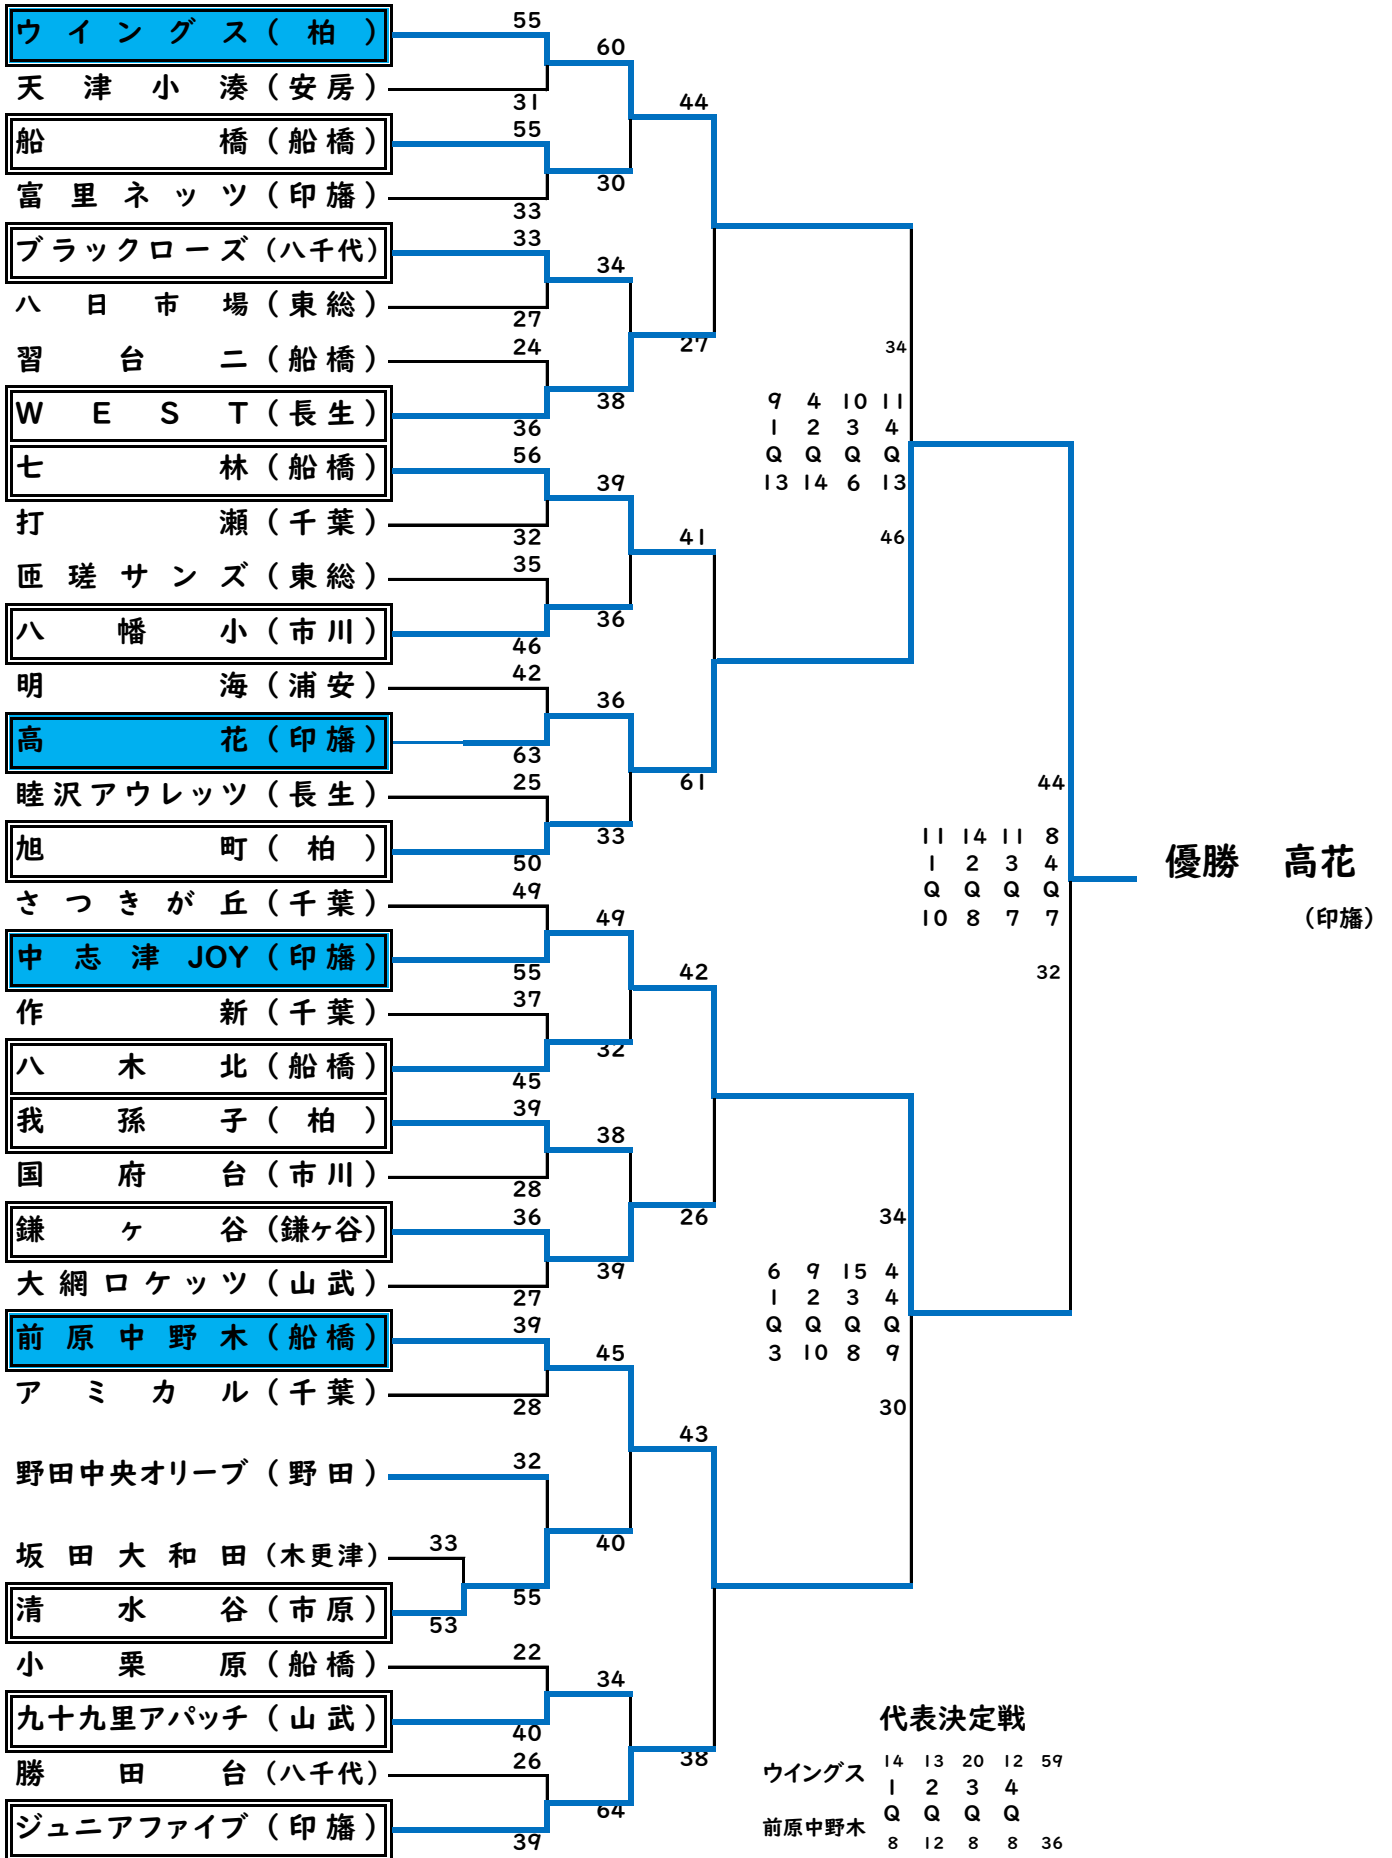 ウイングス(柏)
55
60
天津小湊(安房)
31
44
船橋(船橋)
55
30
富里ネッツ(印旛)
33
ブラックローズ(八千代)
33
34
八日市場(東総)
27
27
習台二(船橋)
24
38
34
WEST(長生)
36
9 4 10 11
1 2 3 4
Q Q Q Q
13 14 6 13
七林(船橋)
56
39
打瀬(千葉)
32
41
46
匝瑳サンズ(東総)
35
36
八幡小(市川)
46
明海(浦安)
42
36
高花(印旛)
63
61
睦沢アウレッツ(長生)
25
33
44
旭町(柏)
50
11 14 11 8
1 2 3 4
Q Q Q Q
10 8 7 7
優勝 高花
(印旛)
さつきが丘(千葉)
49
49
中志津JOY(印旛)
55
42
32
作新(千葉)
37
32
八木北(船橋)
45
我孫子(柏)
39
38
国府台(市川)
28
26
34
鎌ヶ谷(鎌ヶ谷)
36
39
大網ロケッツ(山武)
27
6 9 15 4
1 2 3 4
Q Q Q Q
3 10 8 9
前原中野木(船橋)
39
45
アミカル(千葉)
28
43
30
野田中央オリーブ(野田)
32
40
坂田大和田(木更津)
33
55
清水谷(市原)
53
小栗原(船橋)
22
34
九十九里アパッチ(山武)
40
38
勝田台(八千代)
26
64
ジュニアファイブ(印旛)
39
代表決定戦
ウイングス 14 13 20 12 59
1 2 3 4
Q Q Q Q
前原中野木 8 12 8 8 36